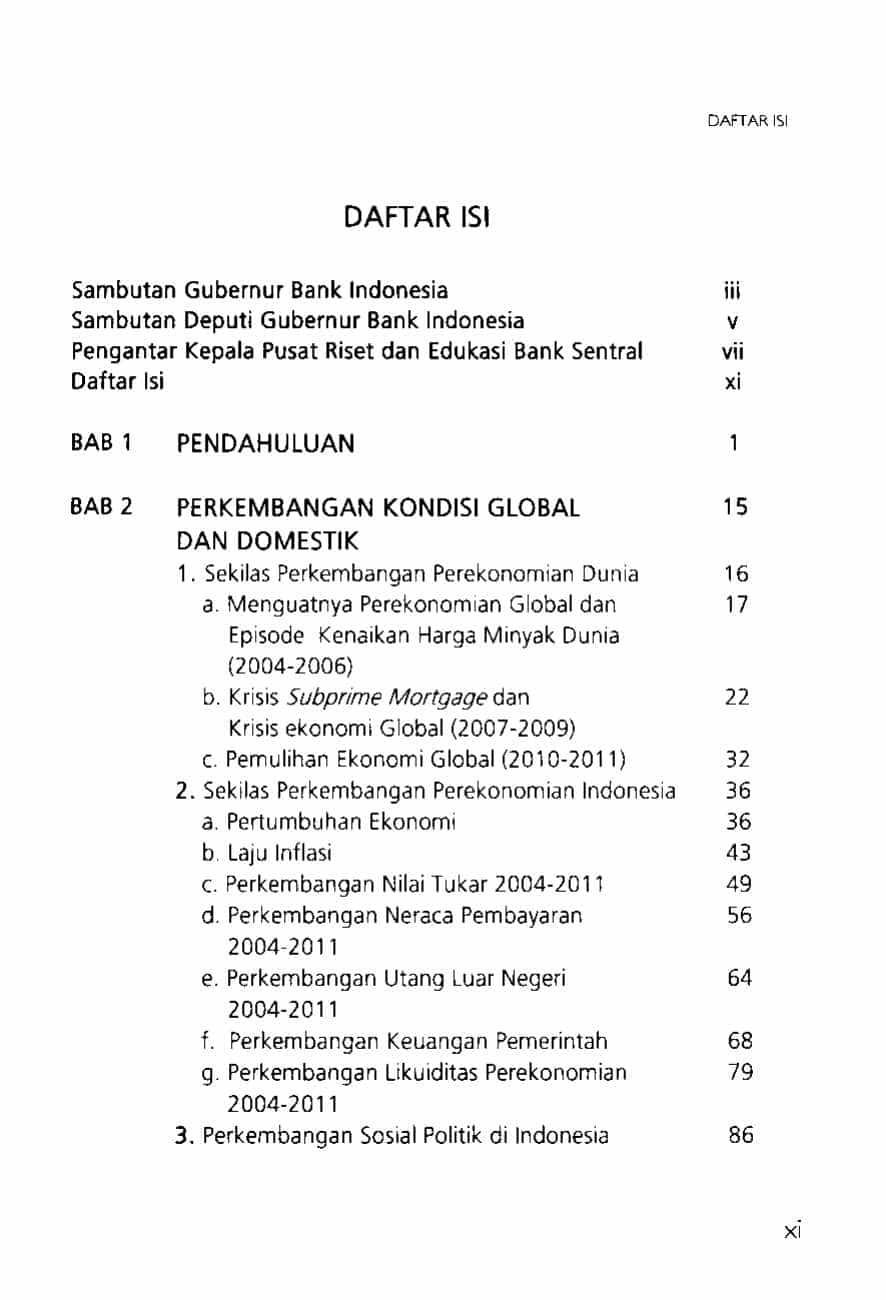 DAFTAR ISI
DAFTAR ISI
Sambutan Gubernur Bank Indonesia iii
Sambutan Deputi Gubernur Bank Indonesia v
Pengantar Kepala Pusat Riset dan Edukasi Bank Sentral vii
Daftar Isi xi
BAB 1 PENDAHULUAN 1
BAB 2 PERKEMBANGAN KONDISI GLOBAL 15
DAN DOMESTIK
1. Sekilas Perkembangan Perekonomian Dunia 16
a. Menguatnya Perekonomian Global dan 17
Episode Kenaikan Harga Minyak Dunia
(2004-2006)
b. Krisis Subprime Mortgage dan 22
Krisis ekonomi Global (2007-2009)
c. Pemulihan Ekonomi Global (2010-2011) 32
2. Sekilas Perkembangan Perekonomian Indonesia 36
a. Pertumbuhan Ekonomi 36
b. Laju Inflasi 43
c. Perkembangan Nilai Tukar 2004-2011 49
d. Perkembangan Neraca Pembayaran 56
2004-2011
e. Perkembangan Utang Luar Negeri 64
2004-2011
f. Perkembangan Keuangan Pemerintah 68
g. Perkembangan Likuiditas Perekonomian 79
2004-2011
3. Perkembangan Sosial Politik di Indonesia 86
xi